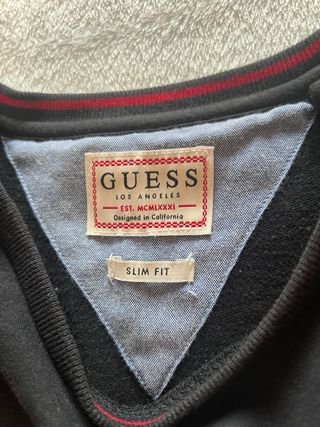 GUESS
LOS ANGELES
EST. MCMLXXXI
Designed in California
SLIM FIT